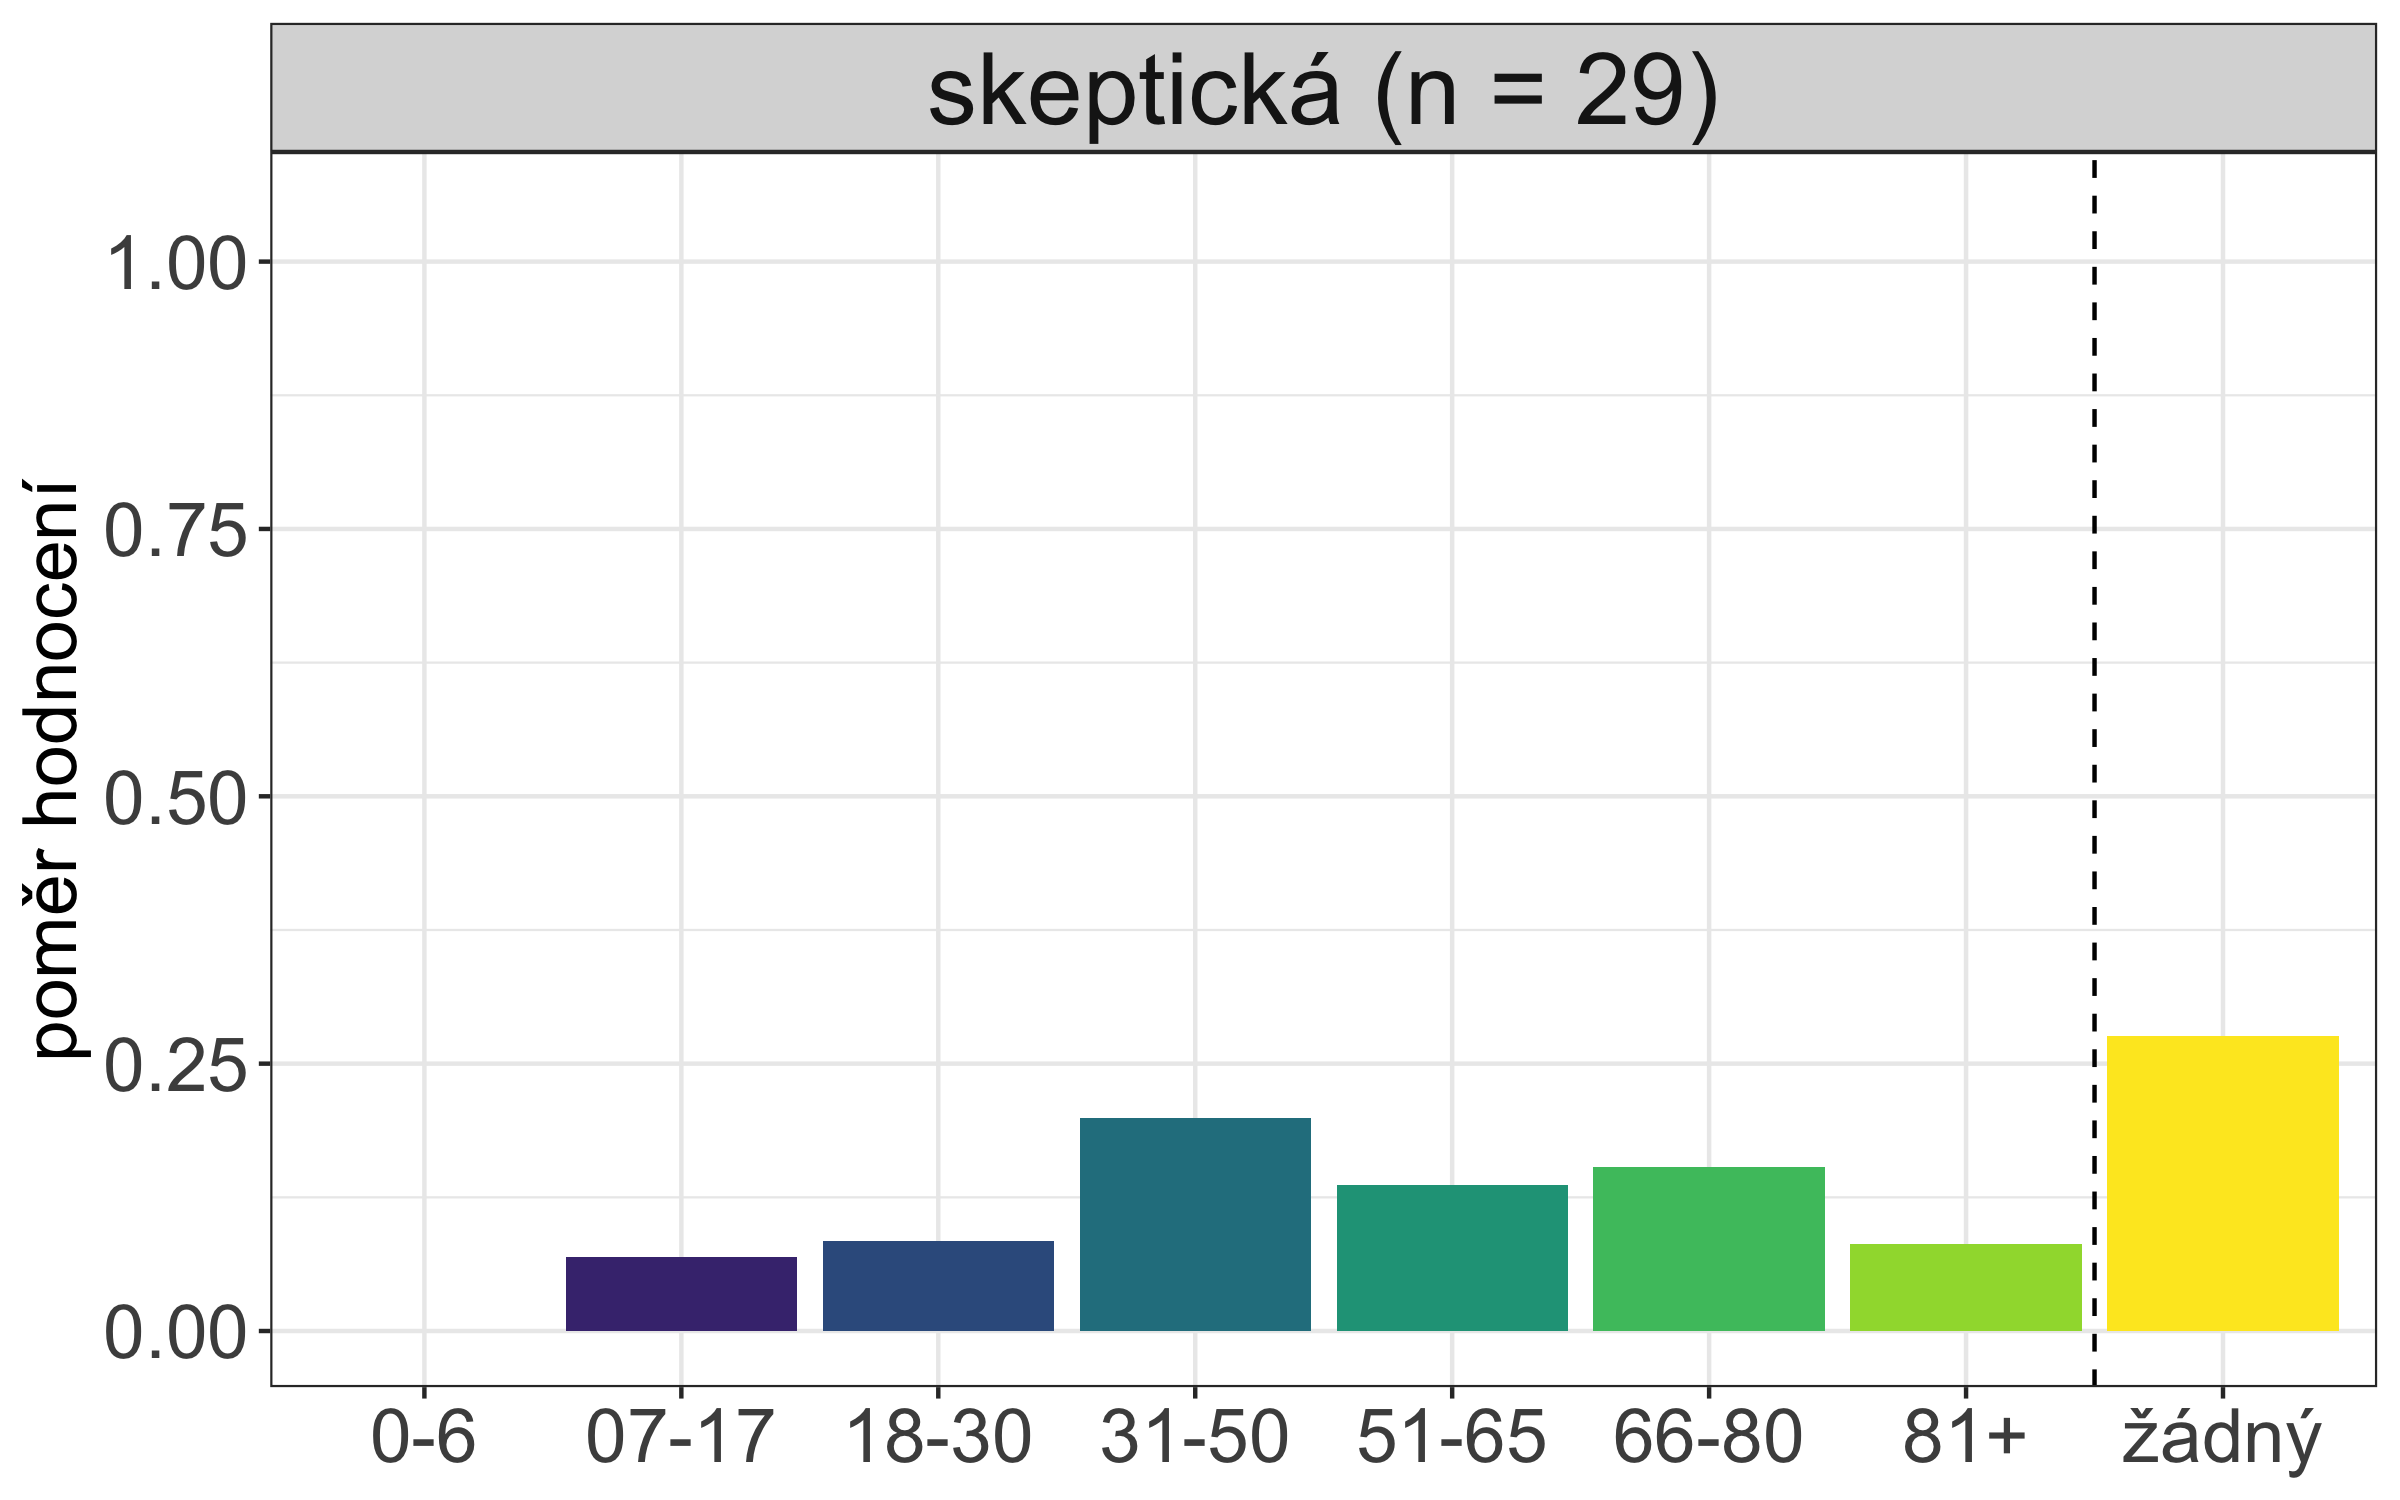 skeptická (n = 29)
poměr hodnocení
1.00
0.75
0.50
0.25
0.00
0-6 07-17 18-30 31-50 51-65 66-80 81+ žádný